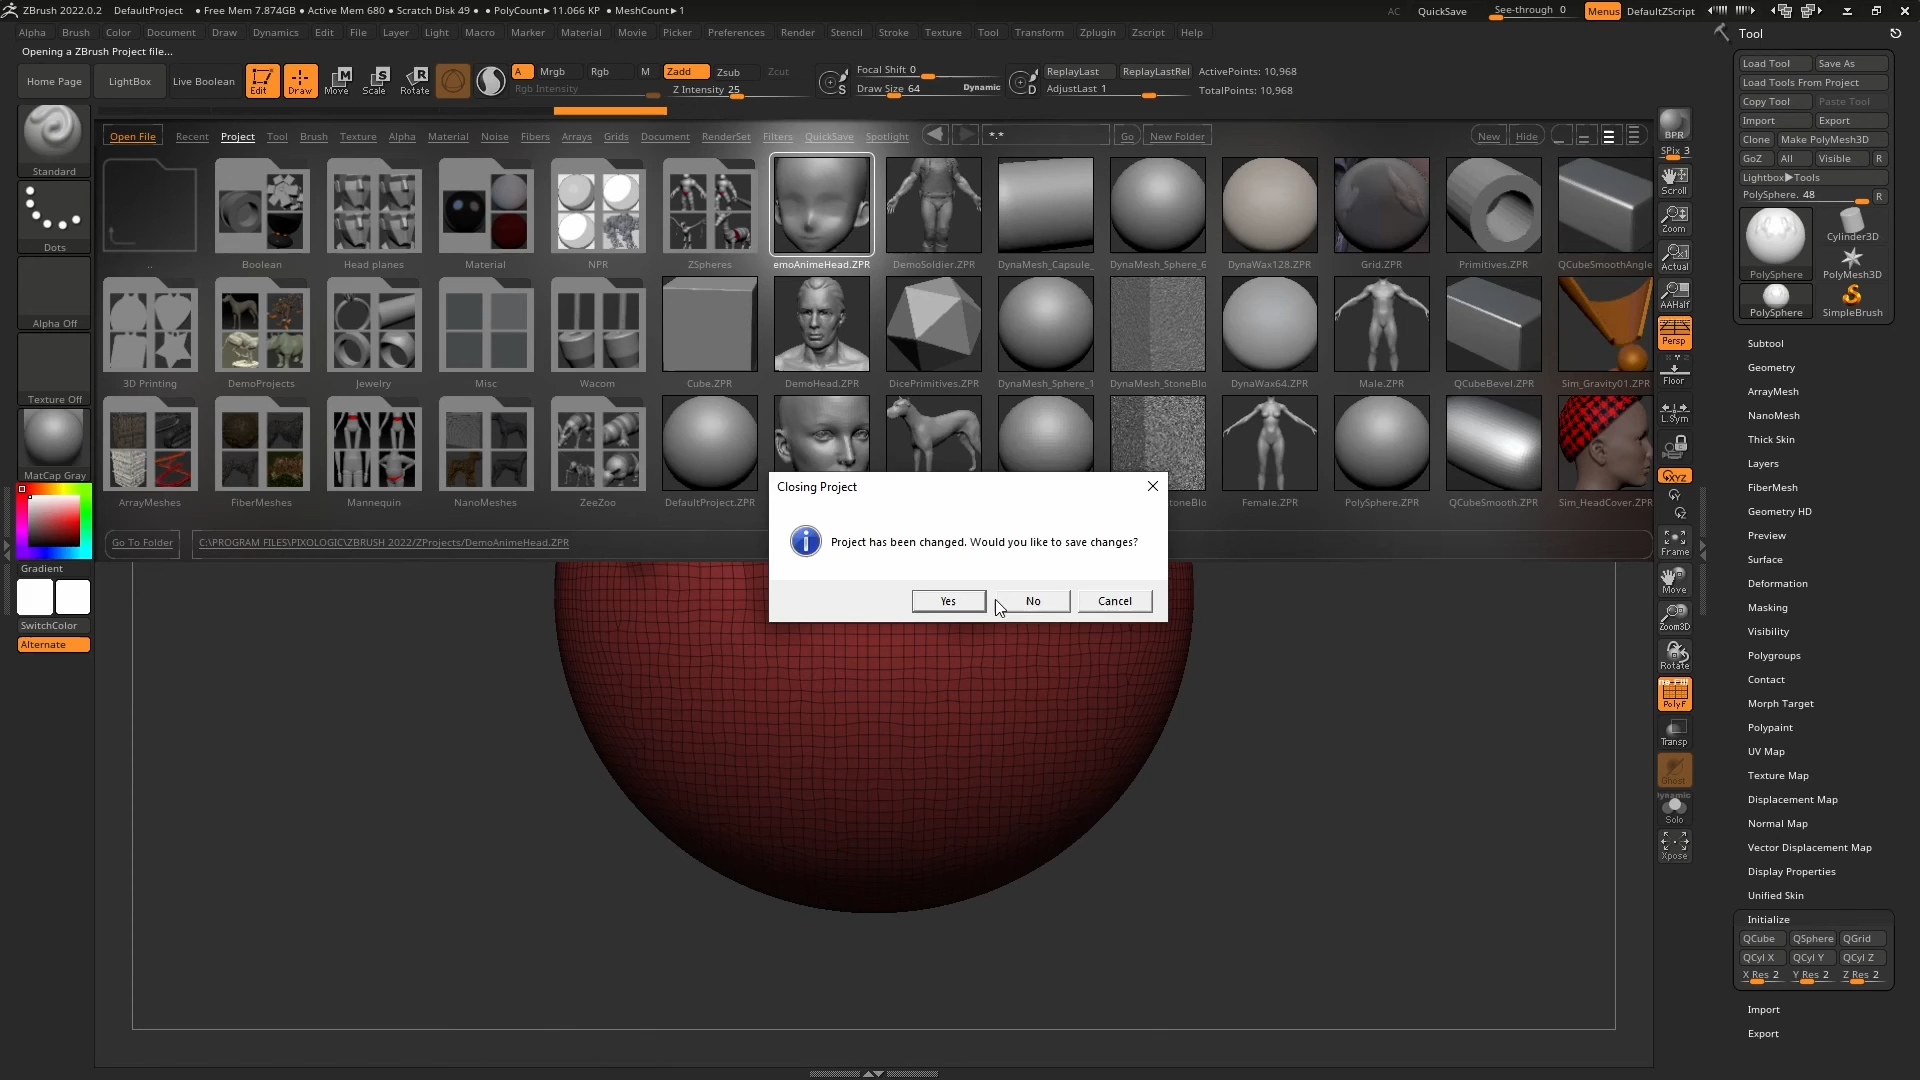 ZBrush 2022.0.2 DefaultProject • Free Mem 7.874GB • Active Mem 680 • Scratch Disk 49 • • PolyCount▶11.066 KP • MeshCount▶1 AC QuickSave See-through 0 Menus DefaultZScript
Alpha Brush Color Document Draw Dynamics Edit File Layer Light Macro Marker Material Movie Picker Preferences Render Stencil Stroke Texture Tool Transform Zplugin Zscript Help
Opening a ZBrush Project file...
Home Page LightBox Live Boolean Edit Draw Move Scale Rotate A Mrgb Rgb M Zadd Zsub Zcut
Rgb Intensity Z Intensity 25
S Focal Shift 0 Draw Size 64 Dynamic D
ReplayLast ReplayLastRel ActivePoints: 10,968
AdjustLast 1 TotalPoints: 10,968
Open File Recent Project Tool Brush Texture Alpha Material Noise Fibers Arrays Grids Document RenderSet Filters QuickSave Spotlight *.* Go New Folder New Hide
.. Boolean Head planes Material NPR ZSpheres emoAnimeHead.ZPR DemoSoldier.ZPR DynaMesh_Capsule_ DynaMesh_Sphere_6 DynaWax128.ZPR Grid.ZPR Primitives.ZPR QCubeSmoothAngle
3D Printing DemoProjects Jewelry Misc Wacom Cube.ZPR DemoHead.ZPR DicePrimitives.ZPR DynaMesh_Sphere_1 DynaMesh_StoneBlo DynaWax64.ZPR Male.ZPR QCubeBevel.ZPR Sim_Gravity01.ZPR
ArrayMeshes FiberMeshes Mannequin NanoMeshes ZeeZoo DefaultProject.ZPR toneBlo Female.ZPR PolySphere.ZPR QCubeSmooth.ZPR Sim_HeadCover.ZPR
Go To Folder C:\PROGRAM FILES\PIXOLOGIC\ZBRUSH 2022/ZProjects/DemoAnimeHead.ZPR
Closing Project
Project has been changed. Would you like to save changes?
Yes No Cancel
Standard
Dots
Alpha Off
Texture Off
MatCap Gray
Gradient
SwitchColor
Alternate
BPR
SPix 3
Scroll
Zoom
Actual
AAHalf
Persp
Floor
L.Sym
XYZ
Y
Z
Frame
Move
Zoom3D
Rotate
PolyF
Transp
Ghost
Dynamic
Solo
Xpose
Tool
Load Tool Save As
Load Tools From Project
Copy Tool Paste Tool
Import Export
Clone Make PolyMesh3D
GoZ All Visible R
Lightbox▶Tools
PolySphere. 48 R
PolySphere Cylinder3D
PolyMesh3D
PolySphere SimpleBrush
Subtool
Geometry
ArrayMesh
NanoMesh
Thick Skin
Layers
FiberMesh
Geometry HD
Preview
Surface
Deformation
Masking
Visibility
Polygroups
Contact
Morph Target
Polypaint
UV Map
Texture Map
Displacement Map
Normal Map
Vector Displacement Map
Display Properties
Unified Skin
Initialize
QCube QSphere QGrid
QCyl X QCyl Y QCyl Z
X Res 2 Y Res 2 Z Res 2
Import
Export